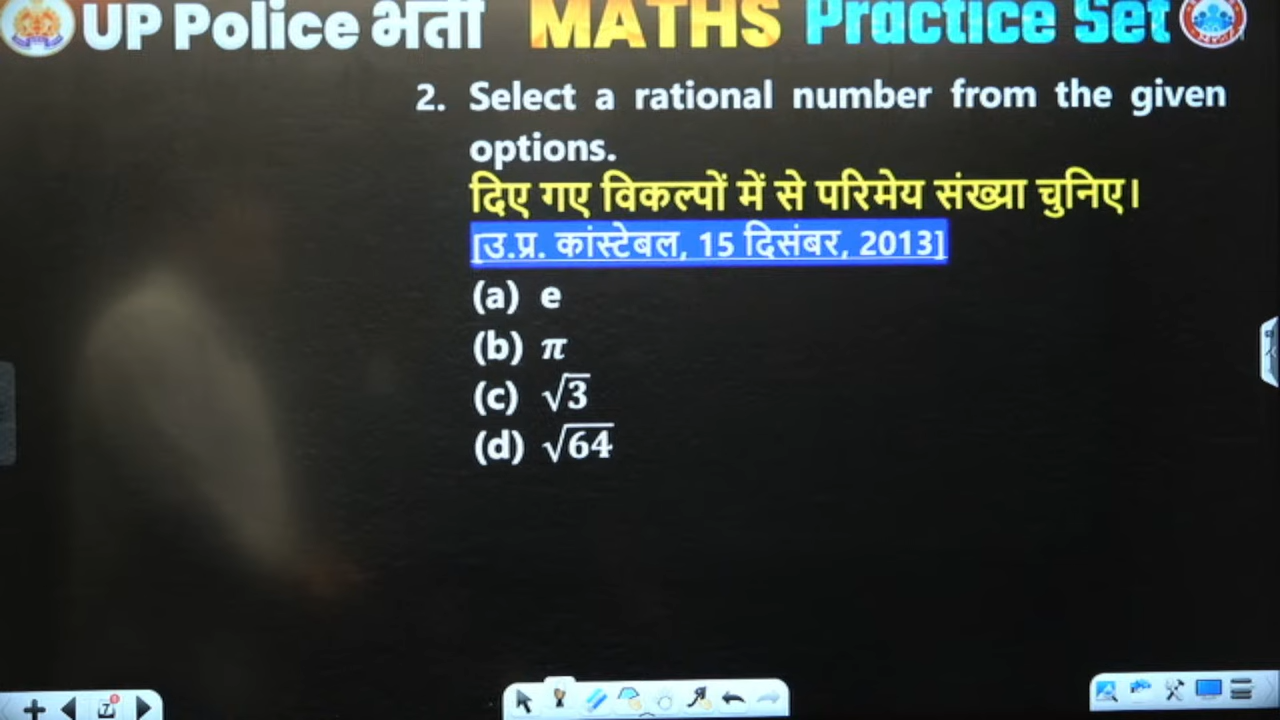 UP Police भर्ती MATHS Practice Set
2. Select a rational number from the given
options.
दिए गए विकल्पों में से परिमेय संख्या चुनिए।
[उ.प्र. कांस्टेबल, 15 दिसंबर, 2013]
(a) e
(b) π
(c) √3
(d) √64